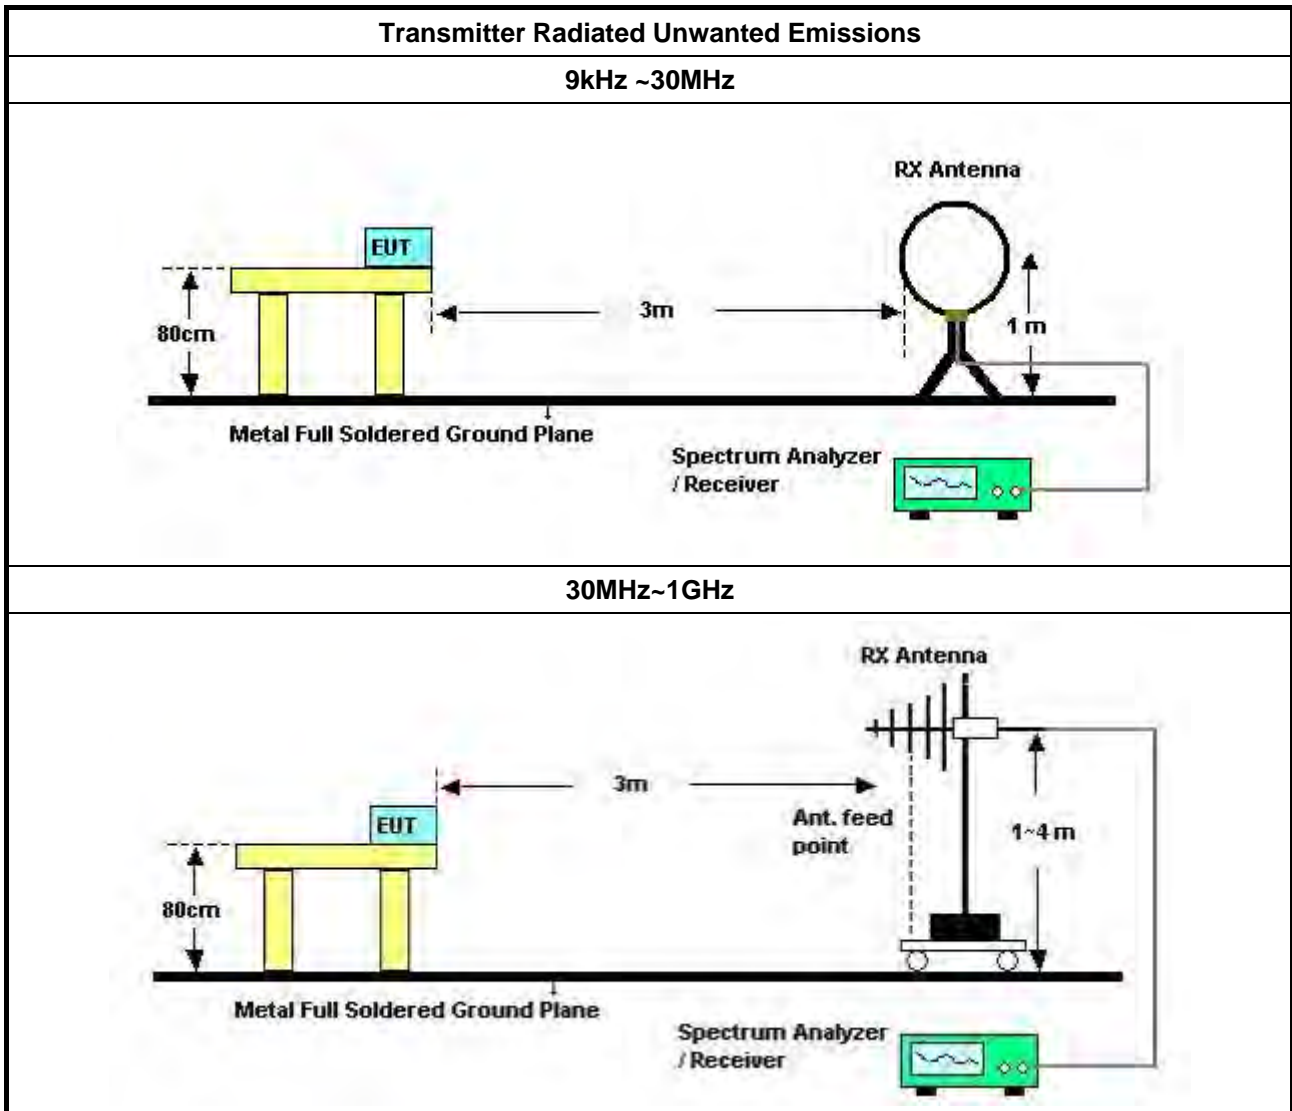 Transmitter Radiated Unwanted Emissions
9kHz ~30MHz
RX Antenna
EUT
3m
80cm
1 m
Metal Full Soldered Ground Plane
Spectrum Analyzer
/ Receiver
30MHz~1GHz
RX Antenna
3m
EUT
Ant. feed
point
1~4 m
80cm
Metal Full Soldered Ground Plane
Spectrum Analyzer
/ Receiver